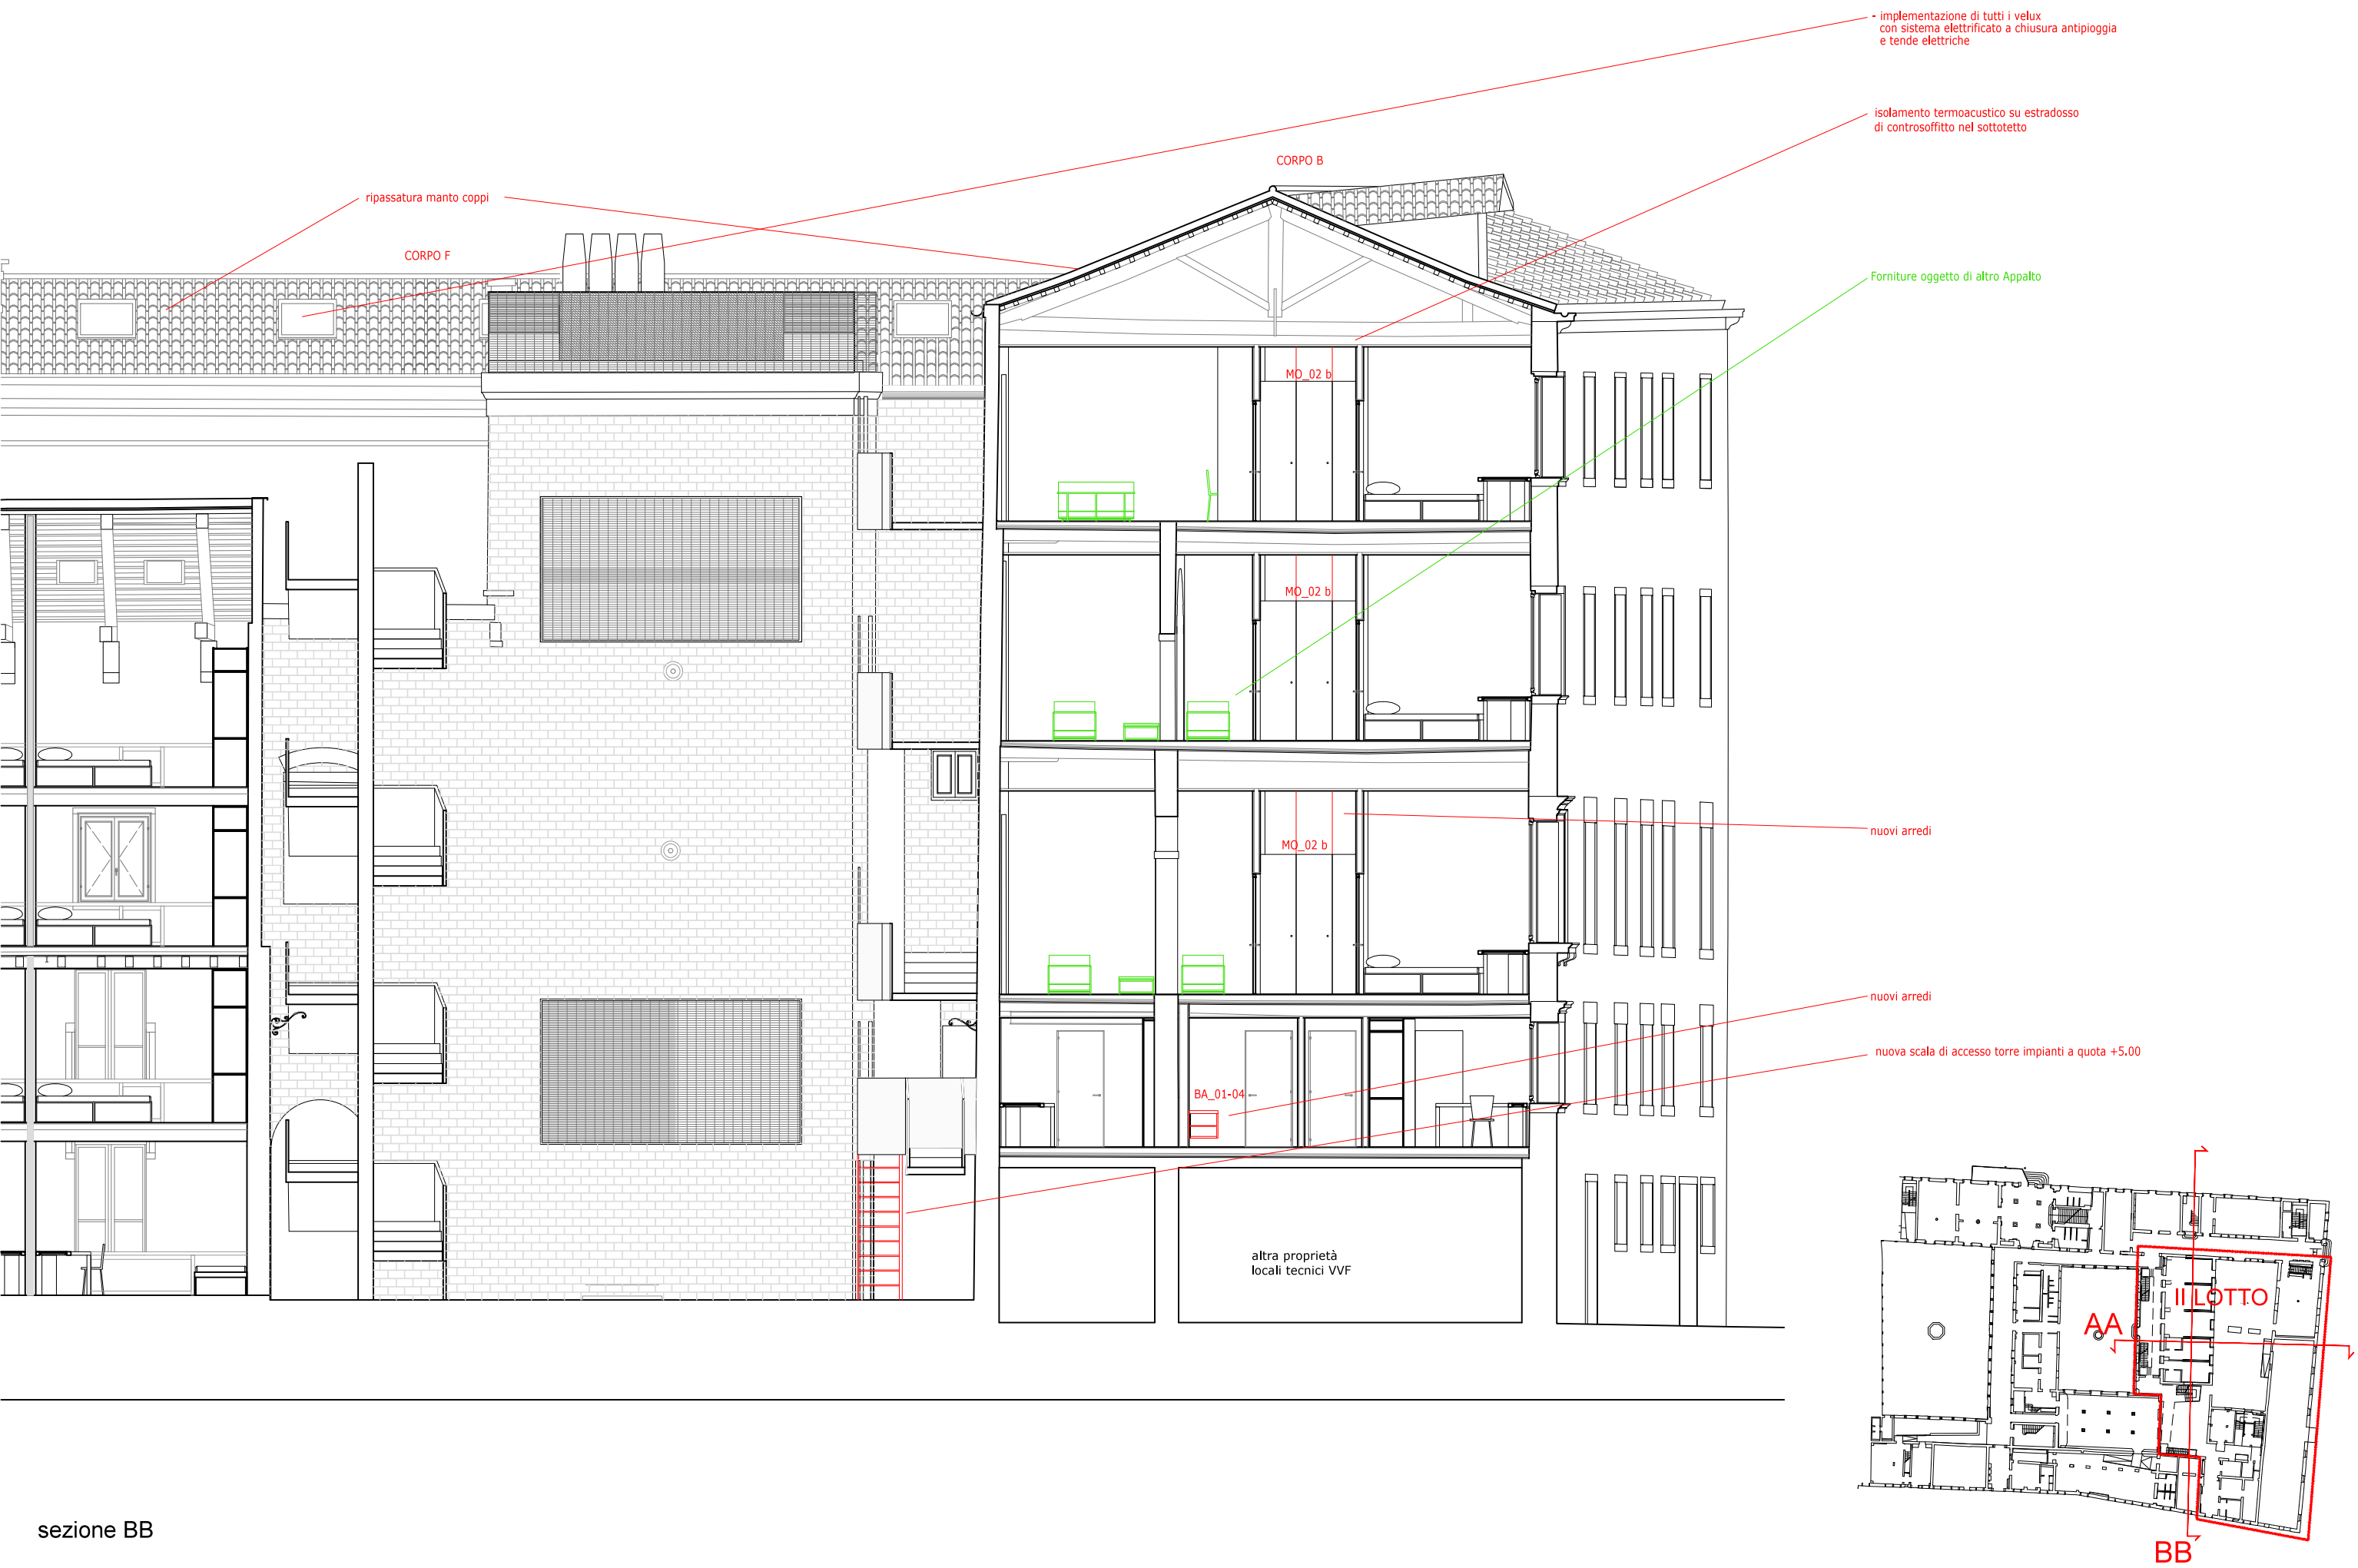 - implementazione di tutti i velux
con sistema elettrificato a chiusura antipioggia
e tende elettriche
isolamento termoacustico su estradosso
di controsoffitto nel sottotetto
CORPO B
ripassatura manto coppi
CORPO F
Forniture oggetto di altro Appalto
MO_02 b
MO_02 b
nuovi arredi
MO_02 b
nuovi arredi
nuova scala di accesso torre impianti a quota +5.00
BA_01-04
altra proprietà
locali tecnici VVF
II LOTTO
AA
BB
sezione BB